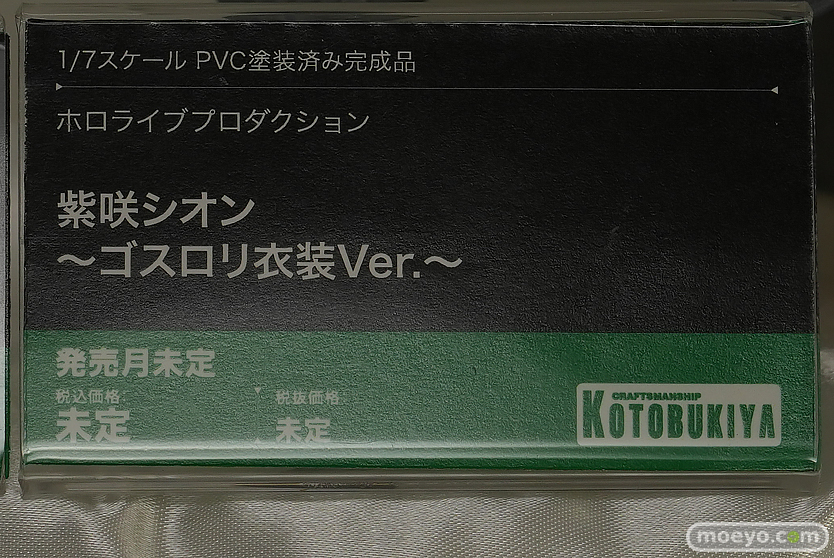 1/7スケール PVC塗装済み完成品
ホロライブプロダクション
紫咲シオン
～ゴスロリ衣装Ver.～
発売月未定
税込価格:
未定
税抜価格:
未定
CRAFTSMANSHIP
KOTOBUKIYA
moeyo.com